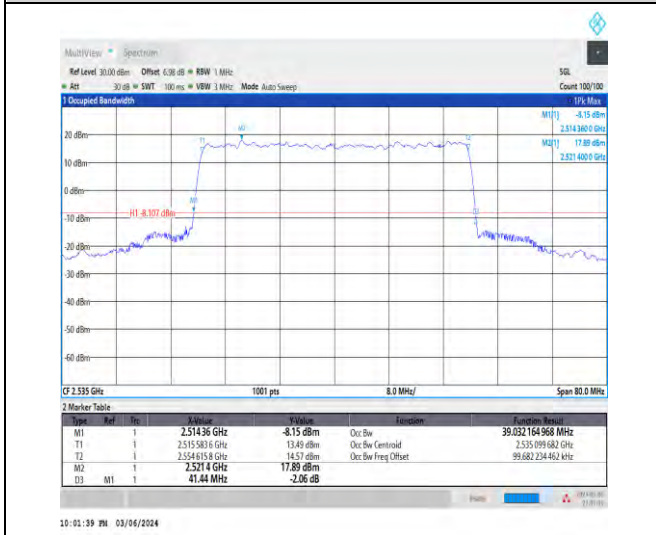 MultiView Spectrum
Ref Level 30.00 dBm Offset 6.98 dB RBW 1 MHz SGL
Att 30 dB SWT 100 ms VBW 3 MHz Mode Auto Sweep Count 100/100
1 Occupied Bandwidth 1Pk Max
M1[1] -8.15 dBm
2.514 360 0 GHz
M2[1] 17.89 dBm
2.521 400 0 GHz
20 dBm
T1 M2 T2
10 dBm
0 dBm
M1
-10 dBm H1 -8.107 dBm D3
-20 dBm
-30 dBm
-40 dBm
-50 dBm
-60 dBm
CF 2.535 GHz 1001 pts 8.0 MHz/ Span 80.0 MHz
2 Marker Table
Type Ref Trc X-Value Y-Value Function Function Result
M1 1 2.51436 GHz -8.15 dBm Occ Bw 39.032 164 968 MHz
T1 1 2.515 583 6 GHz 13.49 dBm Occ Bw Centroid 2.535 099 682 GHz
T2 1 2.554 615 8 GHz 14.57 dBm Occ Bw Freq Offset 99.682 234 462 kHz
M2 1 2.5214 GHz 17.89 dBm
D3 M1 1 41.44 MHz -2.06 dB
10:01:39 PM 03/06/2024